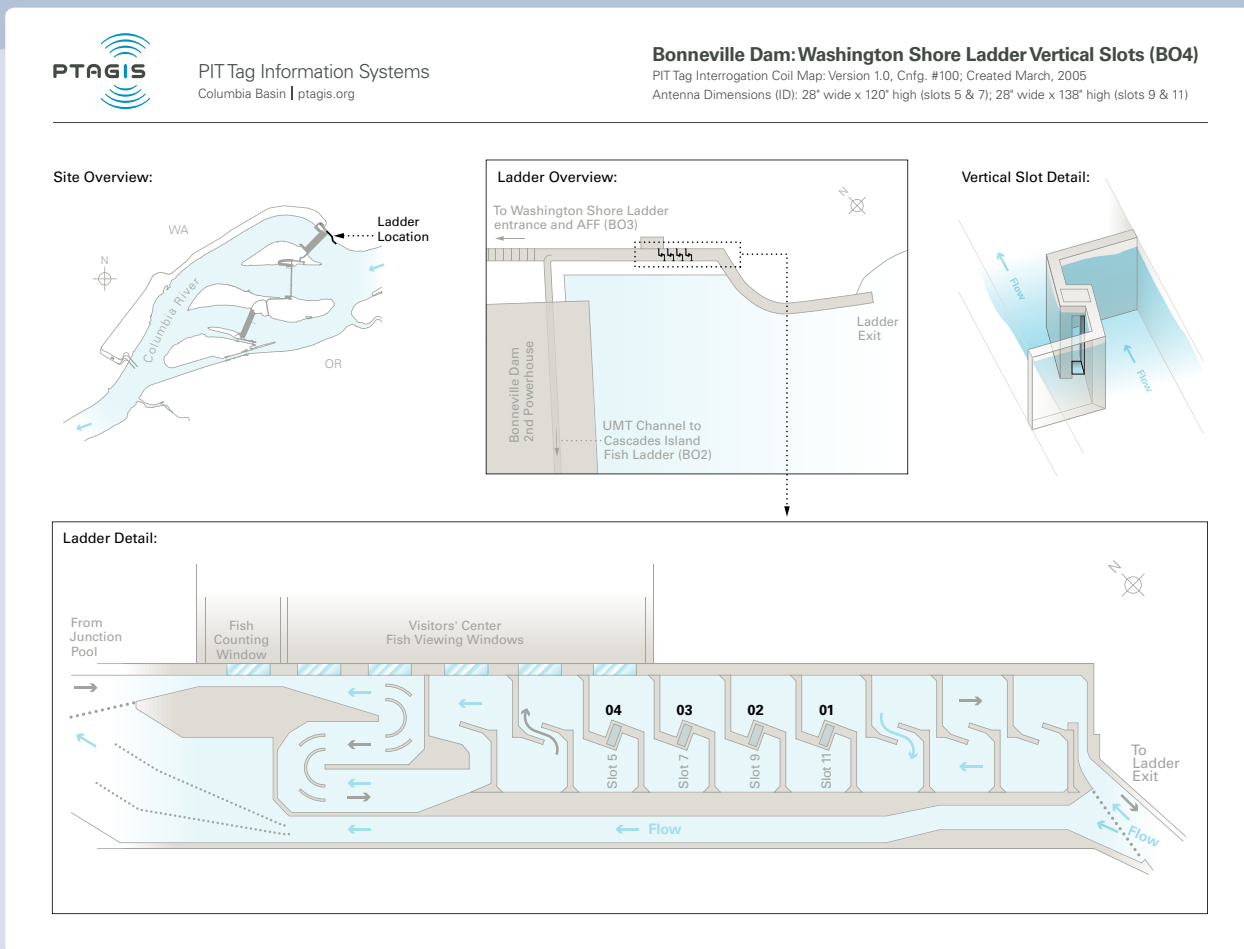 PTAGIS
PIT Tag Information Systems
Columbia Basin | ptagis.org
Bonneville Dam: Washington Shore Ladder Vertical Slots (BO4)
PIT Tag Interrogation Coil Map: Version 1.0, Cnfg. #100; Created March, 2005
Antenna Dimensions (ID): 28" wide x 120" high (slots 5 & 7); 28" wide x 138" high (slots 9 & 11)
Site Overview:
WA
N
Ladder
Location
Columbia River
OR
Ladder Overview:
N
To Washington Shore Ladder
entrance and AFF (BO3)
Ladder
Exit
Bonneville Dam
2nd Powerhouse
UMT Channel to
Cascades Island
Fish Ladder (BO2)
Vertical Slot Detail:
Flow
Flow
Ladder Detail:
N
From
Junction
Pool
Fish
Counting
Window
Visitors' Center
Fish Viewing Windows
04
03
02
01
Slot 5
Slot 7
Slot 9
Slot 11
To
Ladder
Exit
Flow
Flow